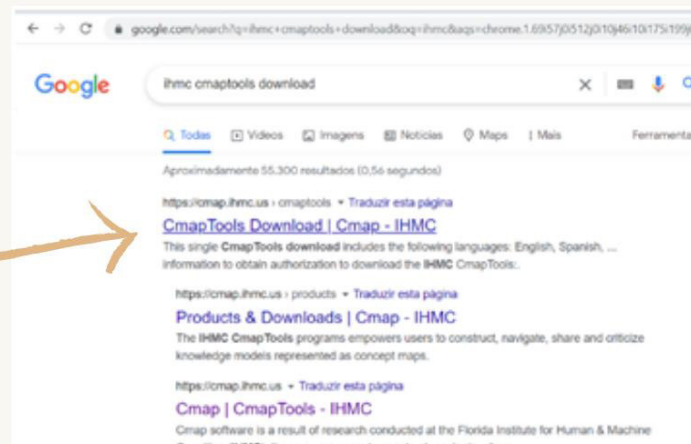 google.com/search?q=ihmc+cmaptools+download&oq=ihmc&aqs=chrome.1.69i57j0i512j0i10j46i10i175i199j
Google
ihmc cmaptools download
Todas Vídeos Imagens Notícias Maps Mais Ferramenta
Aproximadamente 55.300 resultados (0,56 segundos)
https://cmap.ihmc.us › cmaptools Traduzir esta página
CmapTools Download | Cmap - IHMC
This single CmapTools download includes the following languages: English, Spanish, ...
information to obtain authorization to download the IHMC CmapTools:.
https://cmap.ihmc.us › products Traduzir esta página
Products & Downloads | Cmap - IHMC
The IHMC CmapTools programs empowers users to construct, navigate, share and criticize
knowledge models represented as concept maps.
https://cmap.ihmc.us Traduzir esta página
Cmap | CmapTools - IHMC
Cmap software is a result of research conducted at the Florida Institute for Human & Machine